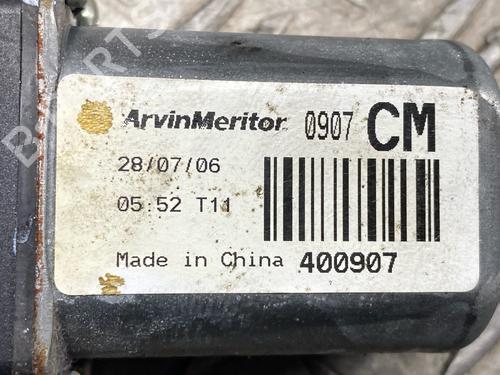 ArvinMeritor 0907 CM
28/07/06
05:52 T11
Made in China 400907